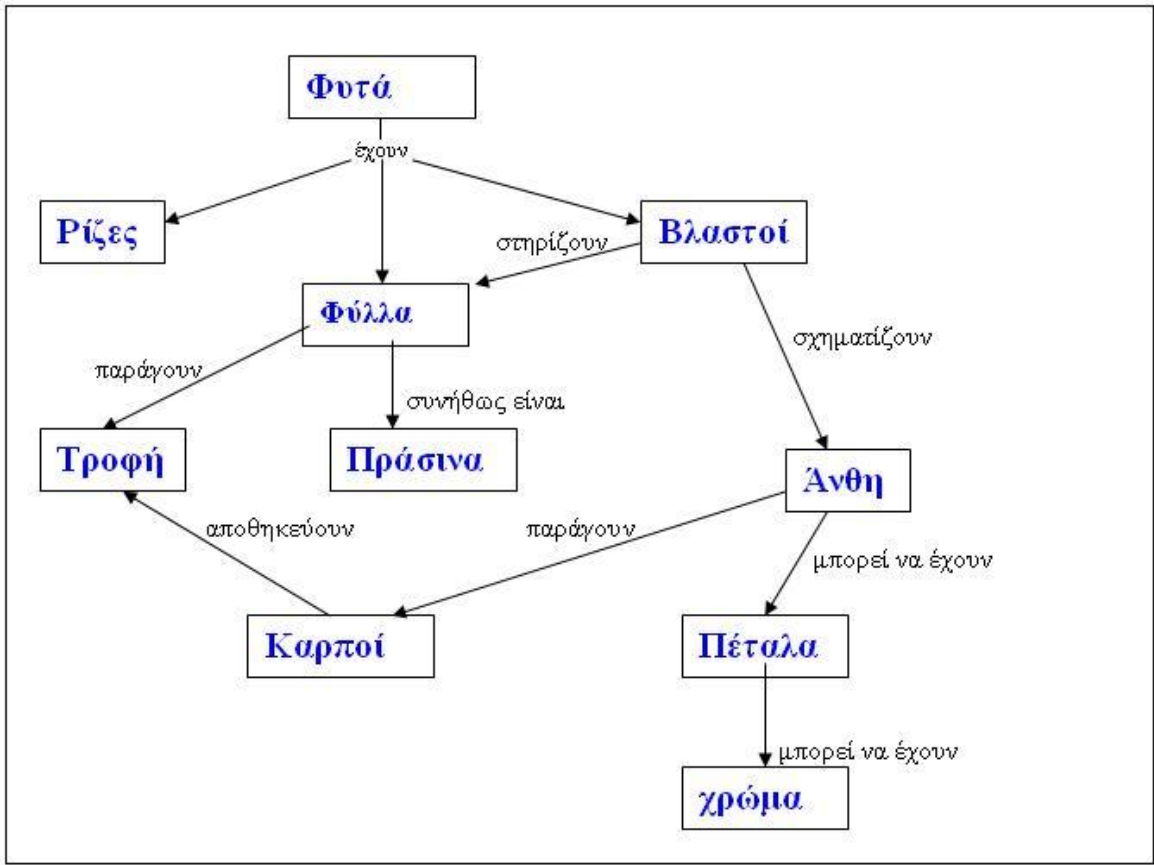 Φυτά
έχουν
Ρίζες
Βλαστοί
στηρίζουν
Φύλλα
σχηματίζουν
παράγουν
συνήθως είναι
Τροφή
Πράσινα
Άνθη
αποθηκεύουν
παράγουν
μπορεί να έχουν
Καρποί
Πέταλα
μπορεί να έχουν
χρώμα